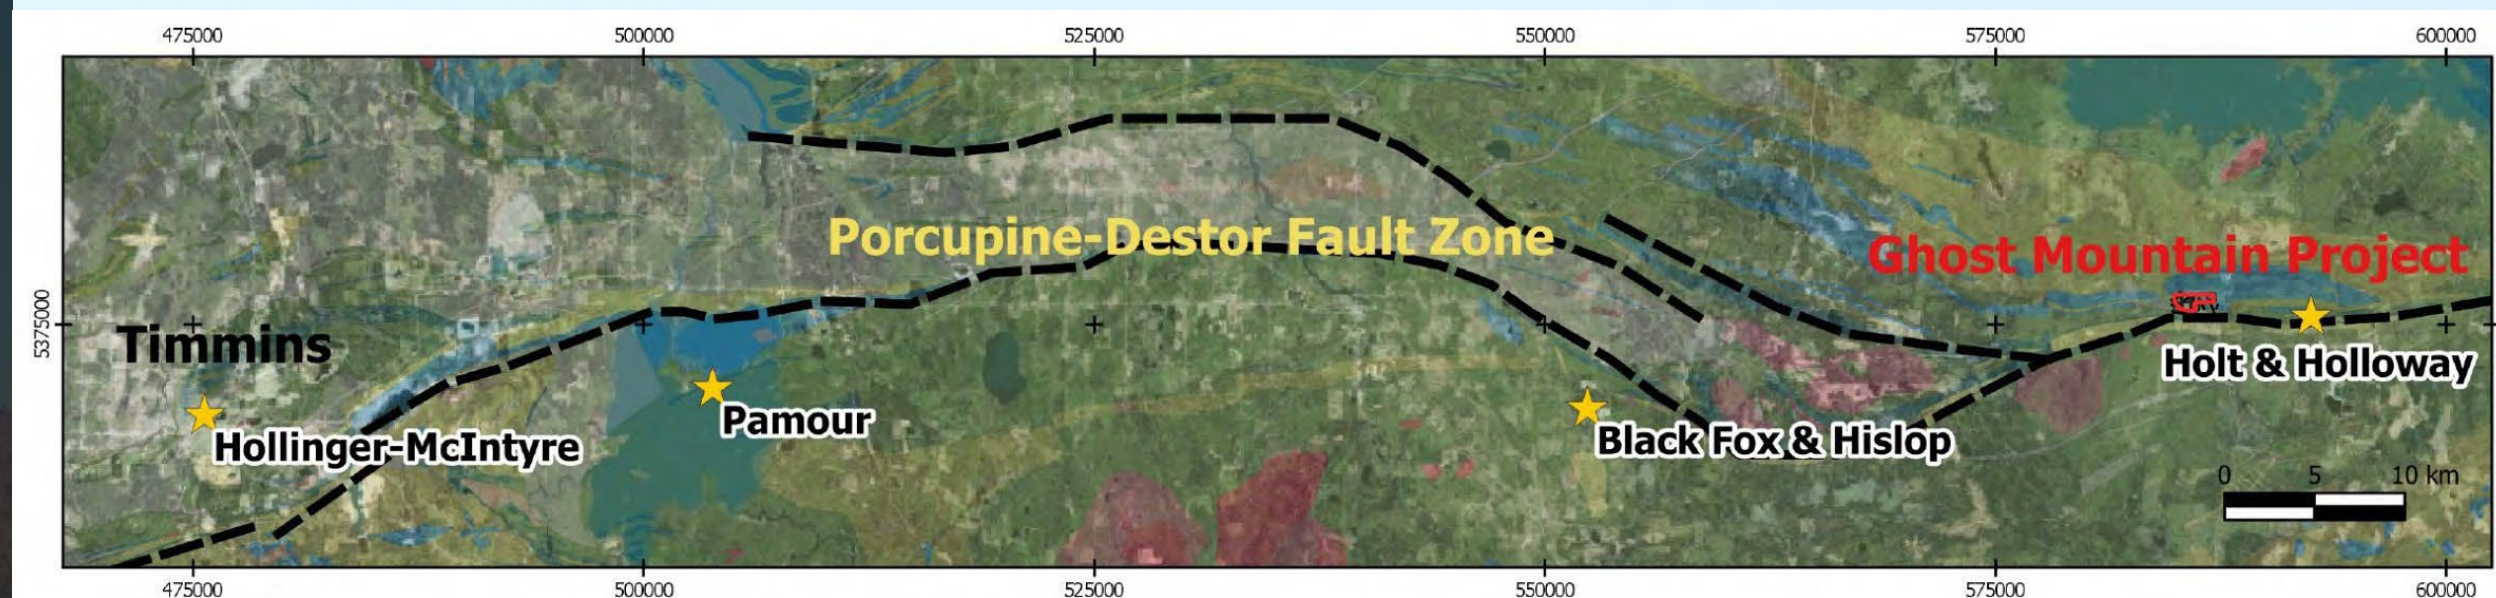 475000 500000 525000 550000 575000 600000
Porcupine-Destor Fault Zone
Ghost Mountain Project
5375000
Timmins
Holt & Holloway
Pamour
Hollinger-McIntyre
Black Fox & Hislop
0 5 10 km
475000 500000 525000 550000 575000 600000